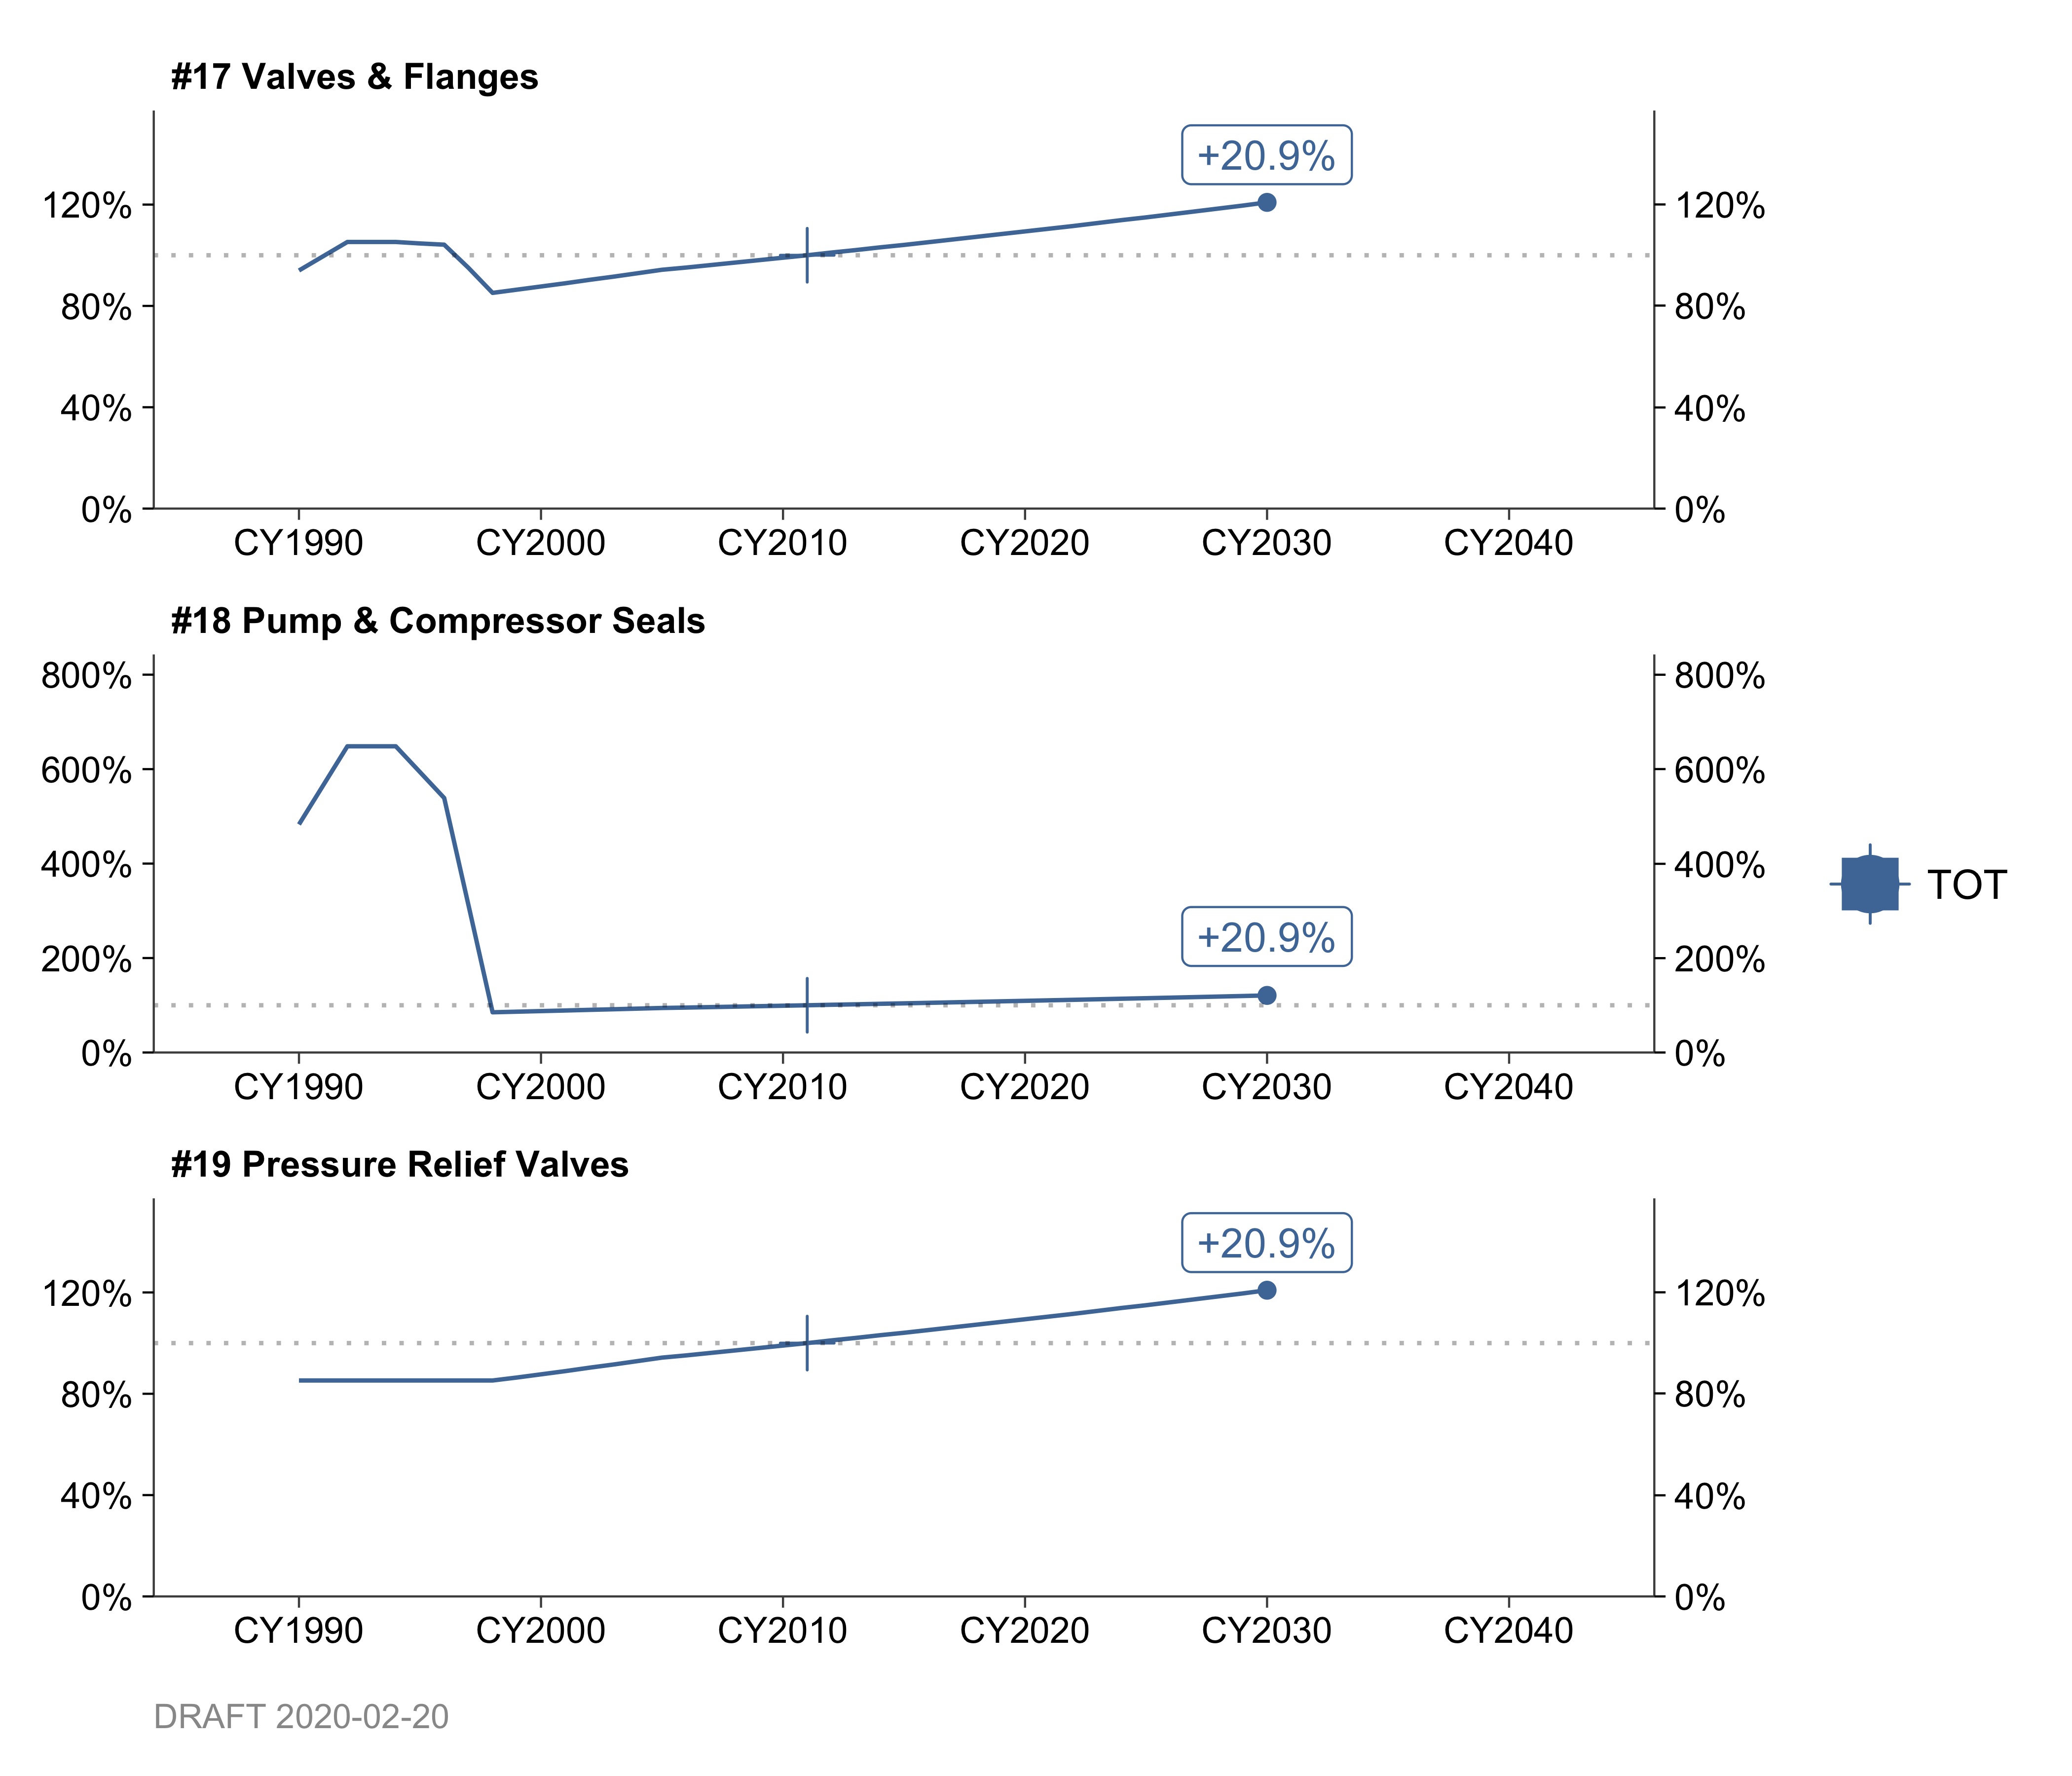 #17 Valves & Flanges
+20.9%
120% 120%
80% 80%
40% 40%
0% 0%
CY1990 CY2000 CY2010 CY2020 CY2030 CY2040
#18 Pump & Compressor Seals
800% 800%
600% 600%
400% 400%
TOT
+20.9%
200% 200%
0% 0%
CY1990 CY2000 CY2010 CY2020 CY2030 CY2040
#19 Pressure Relief Valves
+20.9%
120% 120%
80% 80%
40% 40%
0% 0%
CY1990 CY2000 CY2010 CY2020 CY2030 CY2040
DRAFT 2020-02-20